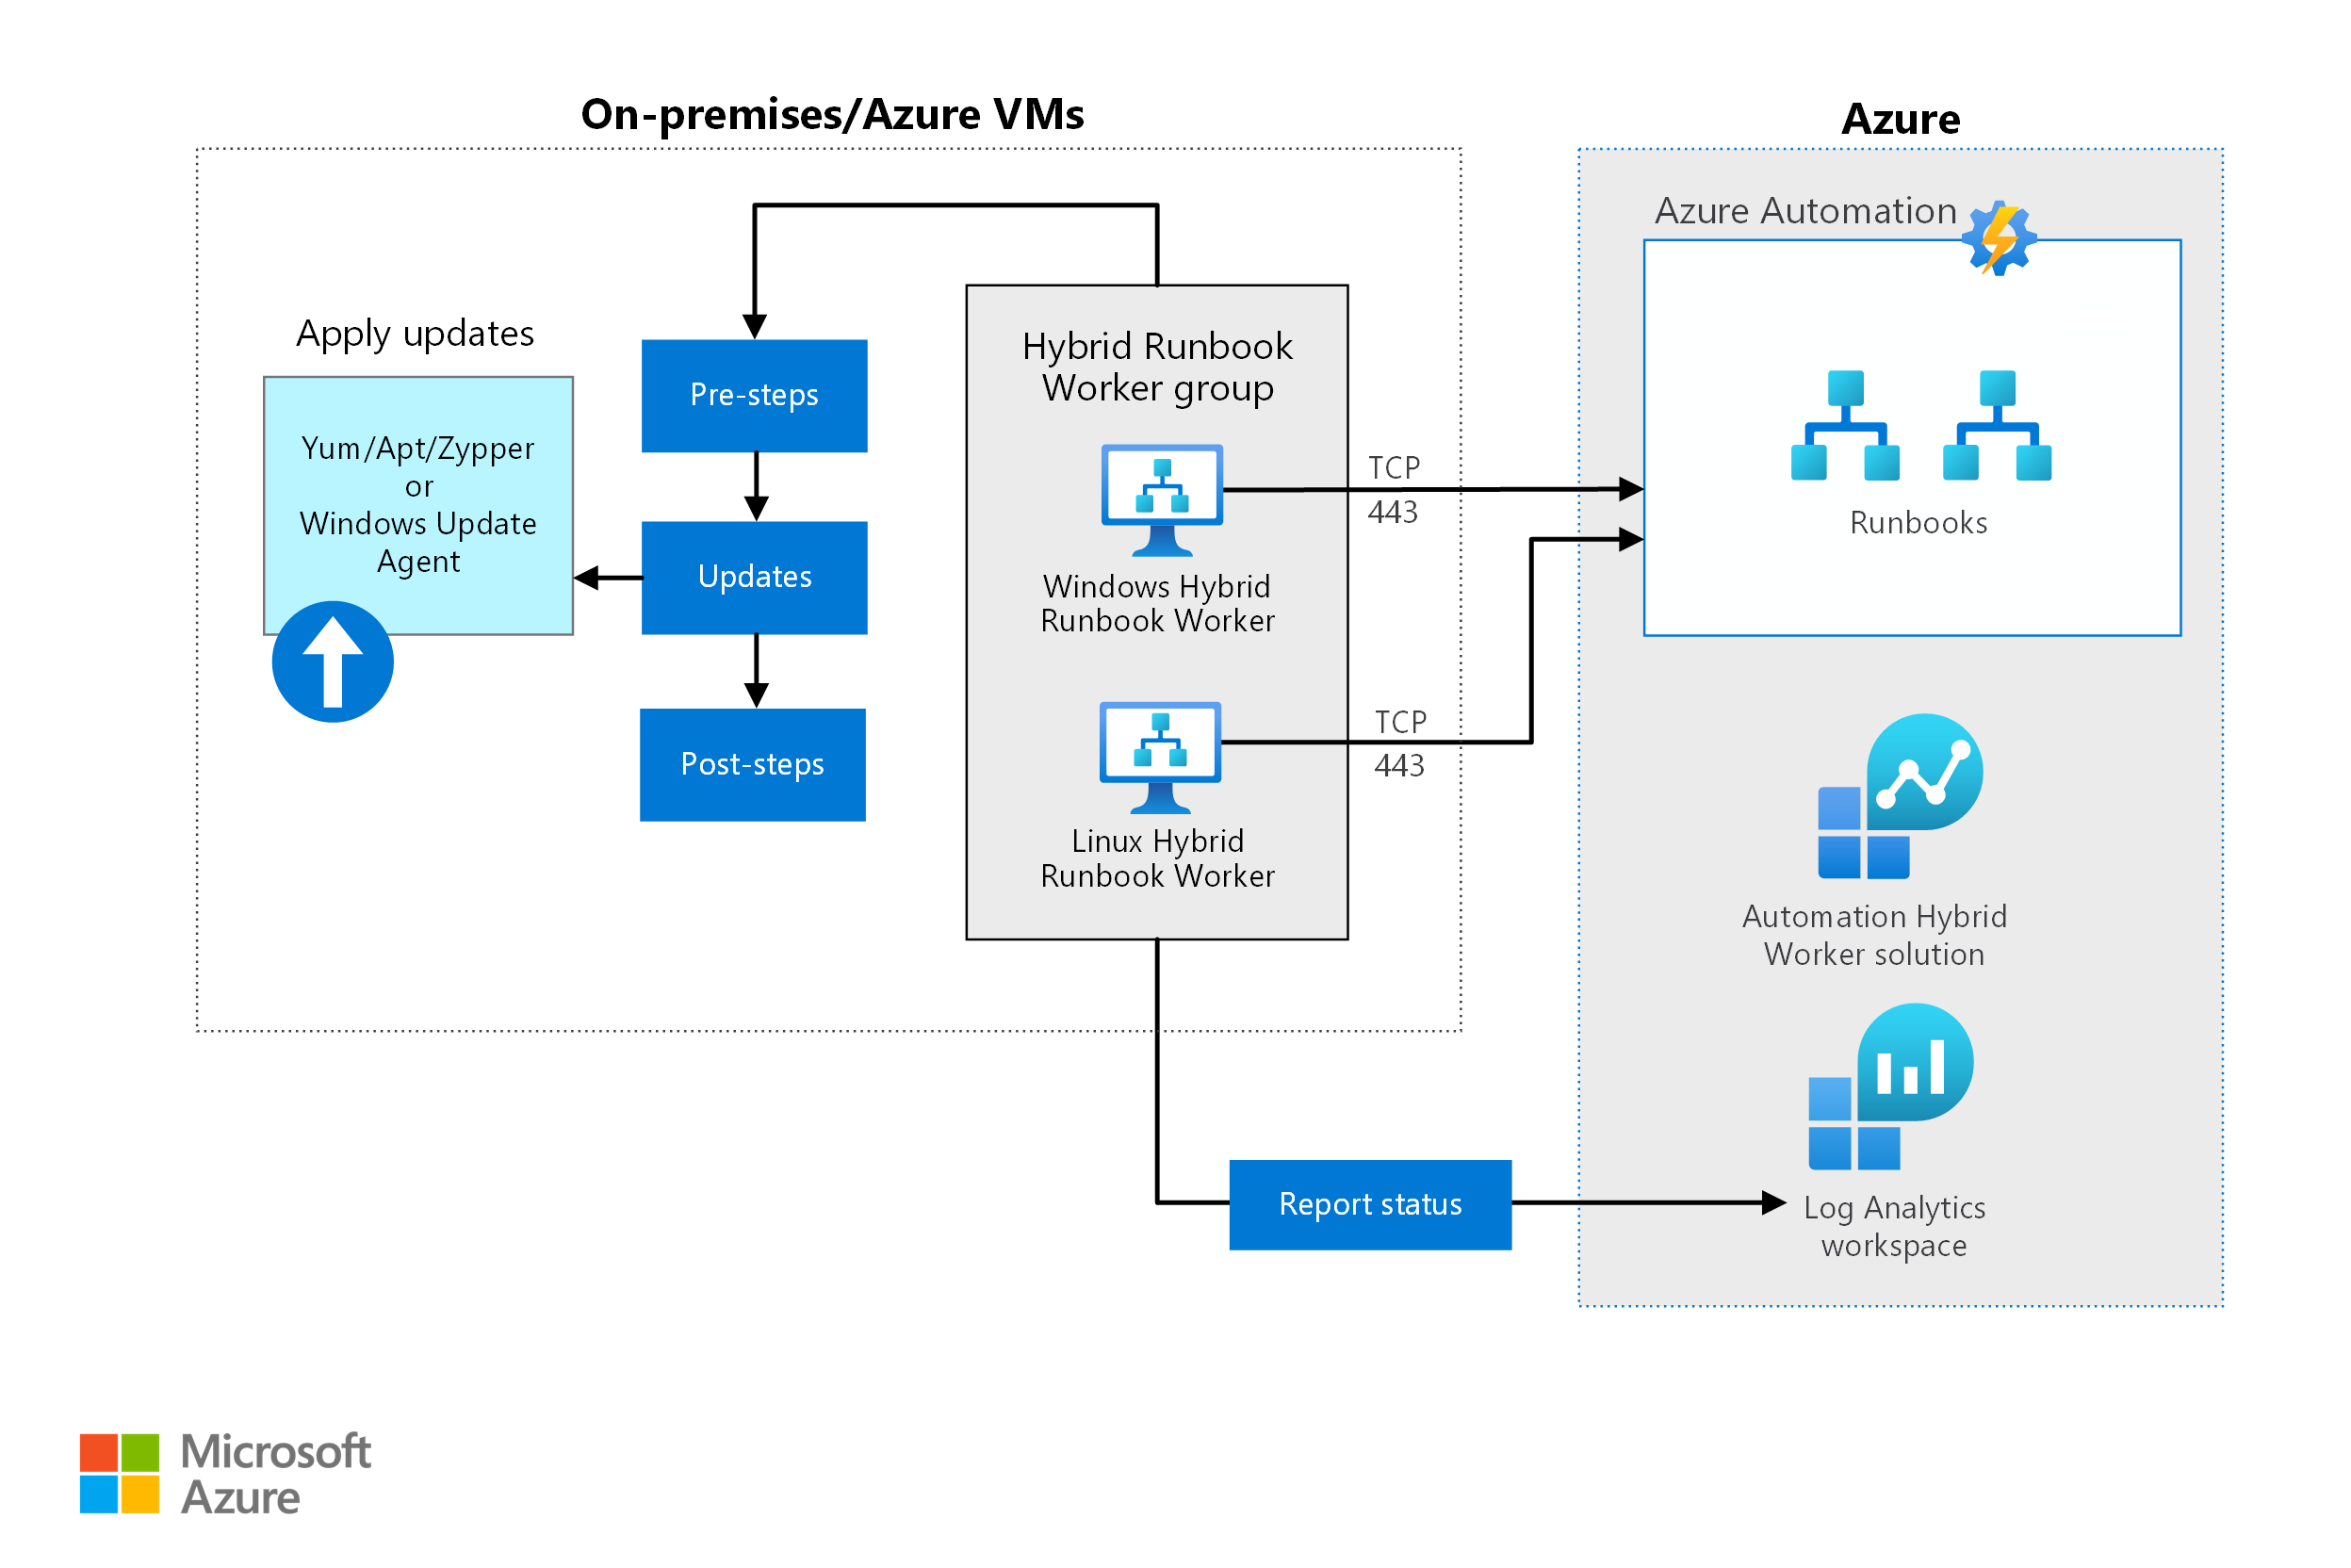 On-premises/Azure VMs
Azure
Azure Automation
Apply updates
Yum/Apt/Zypper
or
Windows Update
Agent
Pre-steps
Updates
Post-steps
Hybrid Runbook
Worker group
Windows Hybrid
Runbook Worker
Linux Hybrid
Runbook Worker
TCP
443
TCP
443
Runbooks
Automation Hybrid
Worker solution
Report status
Log Analytics
workspace
Microsoft
Azure